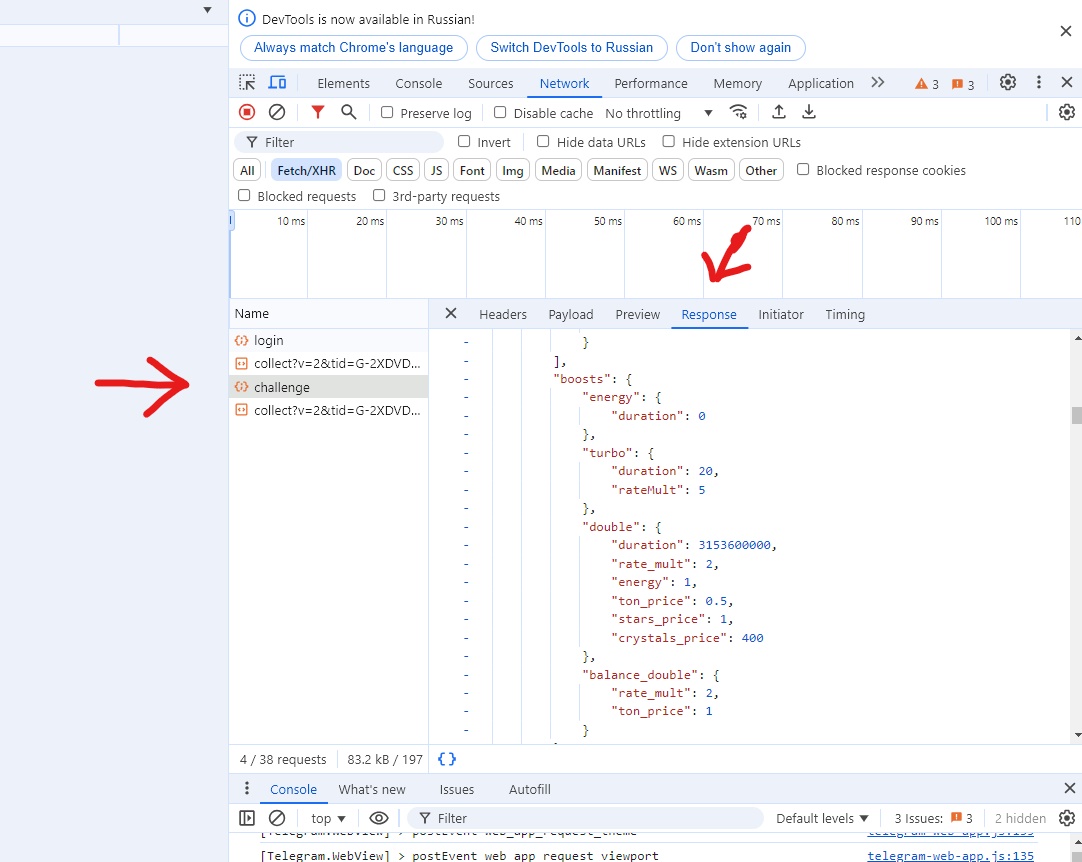 DevTools is now available in Russian!
Always match Chrome's language Switch DevTools to Russian Don't show again
Elements Console Sources Network Performance Memory Application 3 3
Preserve log Disable cache No throttling
Filter Invert Hide data URLs Hide extension URLs
All Fetch/XHR Doc CSS JS Font Img Media Manifest WS Wasm Other Blocked response cookies
Blocked requests 3rd-party requests
10 ms 20 ms 30 ms 40 ms 50 ms 60 ms 70 ms 80 ms 90 ms 100 ms 110
Name
login
collect?v=2&tid=G-2XDVD...
challenge
collect?v=2&tid=G-2XDVD...
Headers Payload Preview Response Initiator Timing
- }
- ],
- "boosts": {
- "energy": {
- "duration": 0
- },
- "turbo": {
- "duration": 20,
- "rateMult": 5
- },
- "double": {
- "duration": 3153600000,
- "rate_mult": 2,
- "energy": 1,
- "ton_price": 0.5,
- "stars_price": 1,
- "crystals_price": 400
- },
- "balance_double": {
- "rate_mult": 2,
- "ton_price": 1
- }
4 / 38 requests 83.2 kB / 197 {}
Console What's new Issues Autofill
top Filter Default levels 3 Issues: 3 2 hidden
[Telegram.WebView] > postEvent web_app_request_theme telegram-web-app.js:135
[Telegram.WebView] > postEvent web_app_request_viewport telegram-web-app.js:135